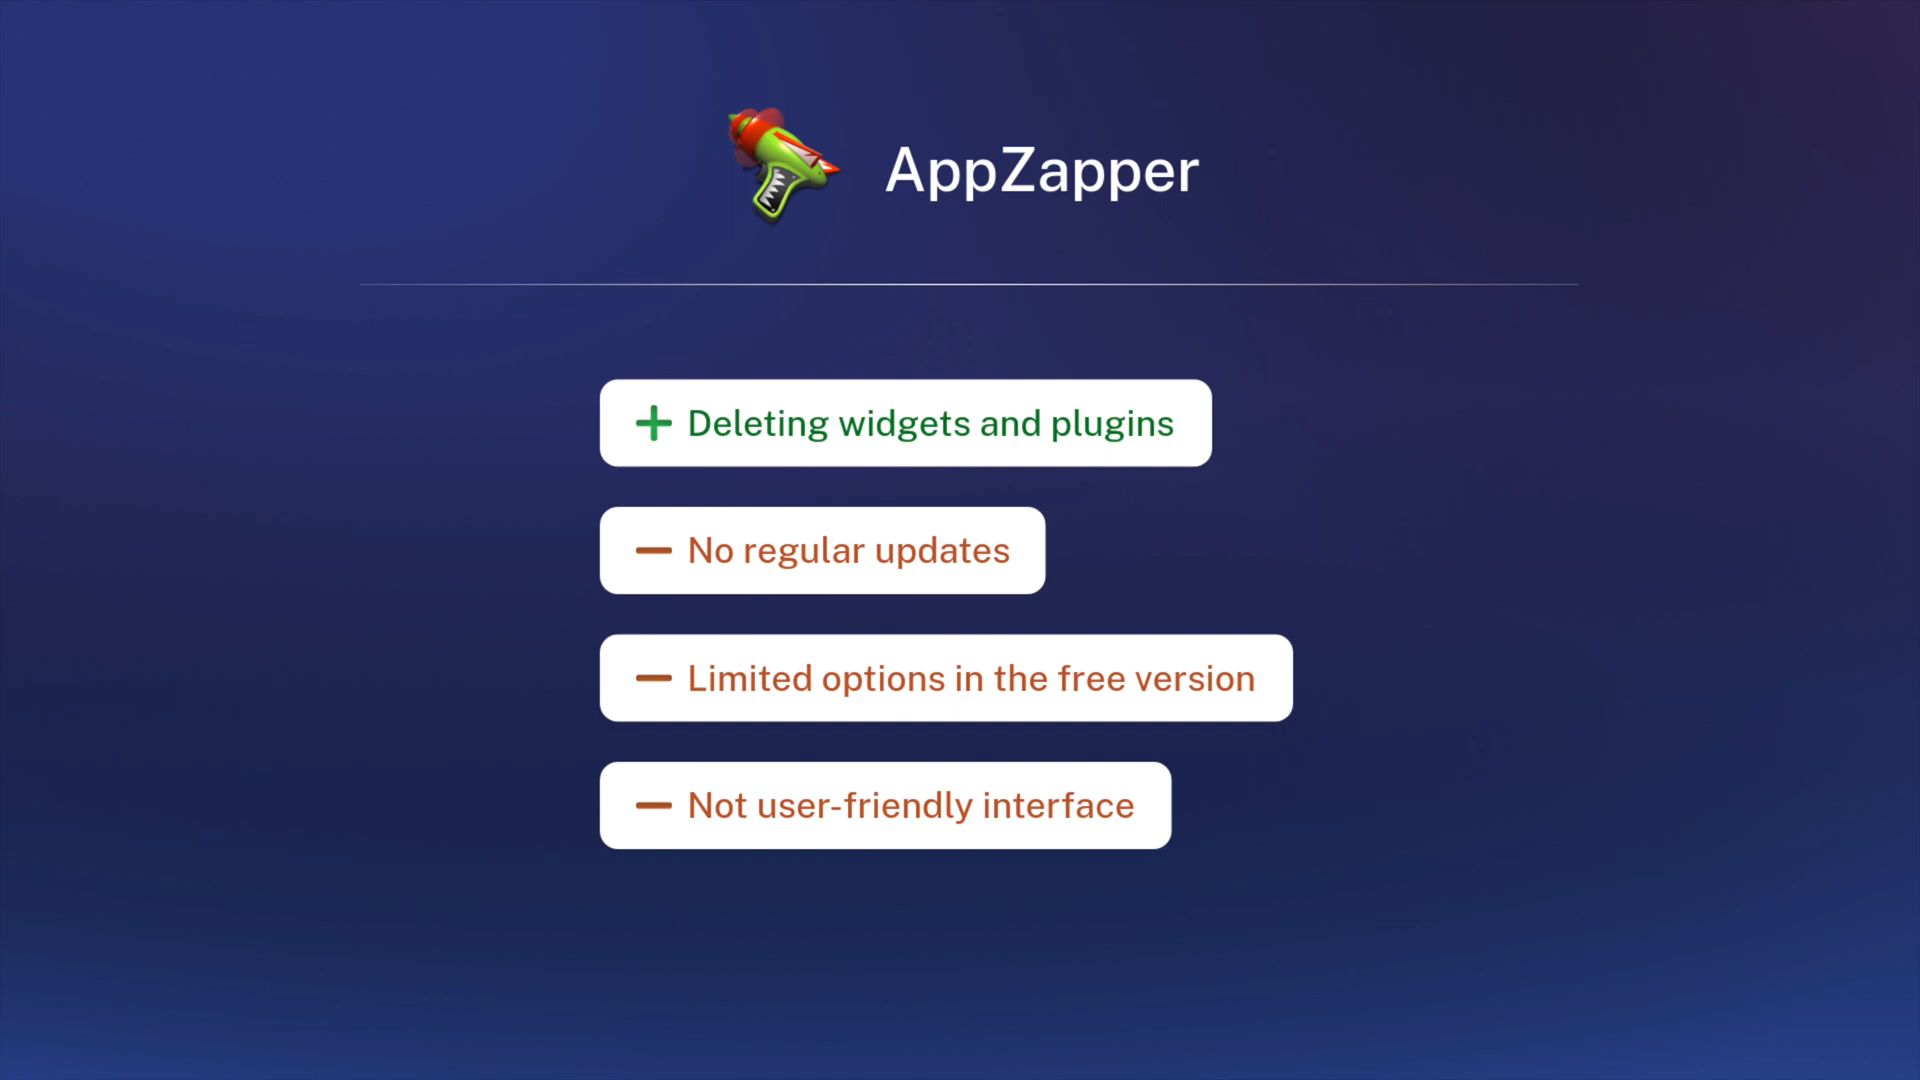 AppZapper
+ Deleting widgets and plugins
— No regular updates
— Limited options in the free version
— Not user-friendly interface